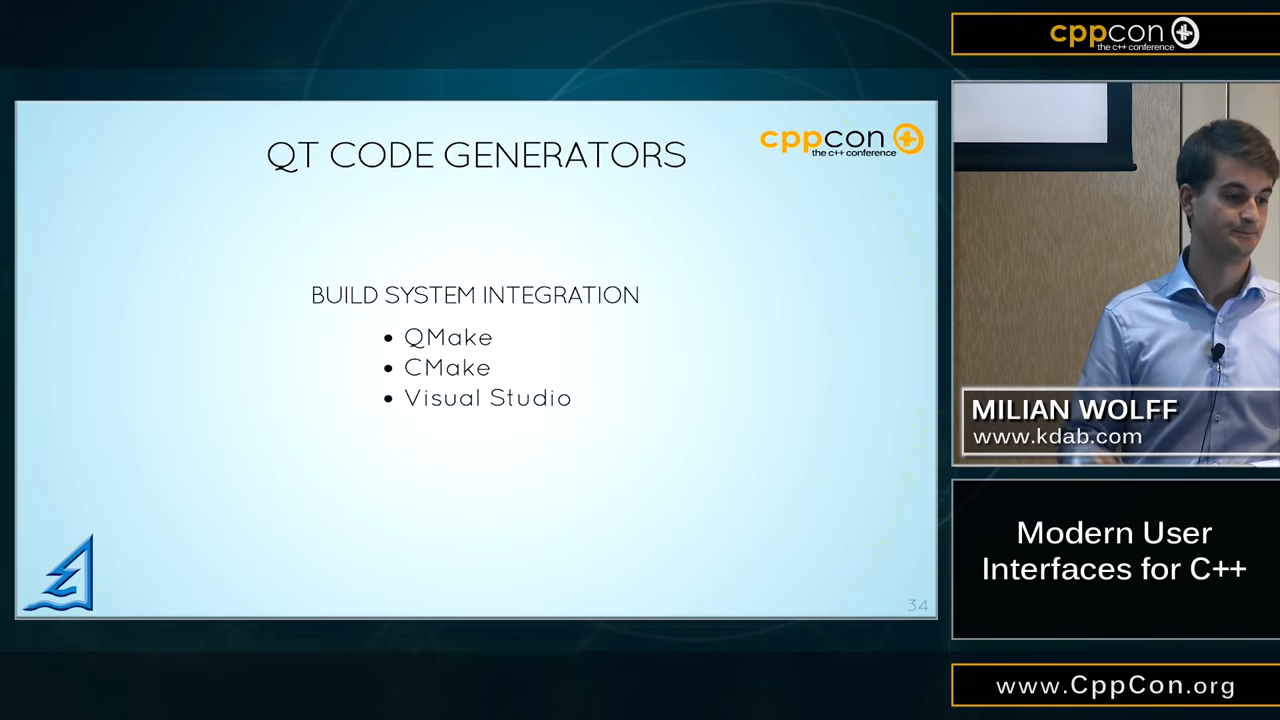 cppcon
the c++ conference
QT CODE GENERATORS
cppcon
the c++ conference
BUILD SYSTEM INTEGRATION
• QMake
• CMake
• Visual Studio
34
MILIAN WOLFF
www.kdab.com
Modern User
Interfaces for C++
www.CppCon.org